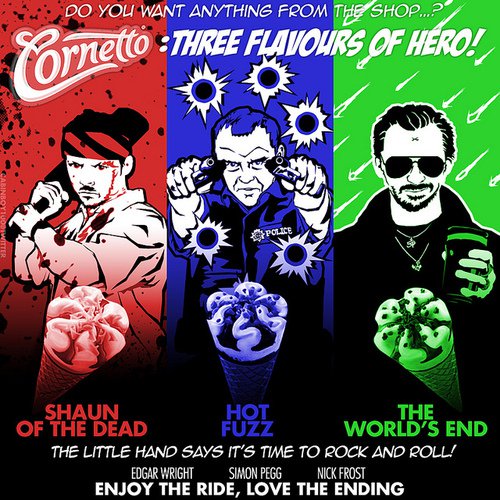 DO YOU WANT ANYTHING FROM THE SHOP...?
Cornetto : THREE FLAVOURS OF HERO!
POLICE
SHAUN OF THE DEAD
HOT FUZZ
THE WORLD'S END
THE LITTLE HAND SAYS IT'S TIME TO ROCK AND ROLL!
EDGAR WRIGHT SIMON PEGG NICK FROST
ENJOY THE RIDE, LOVE THE ENDING